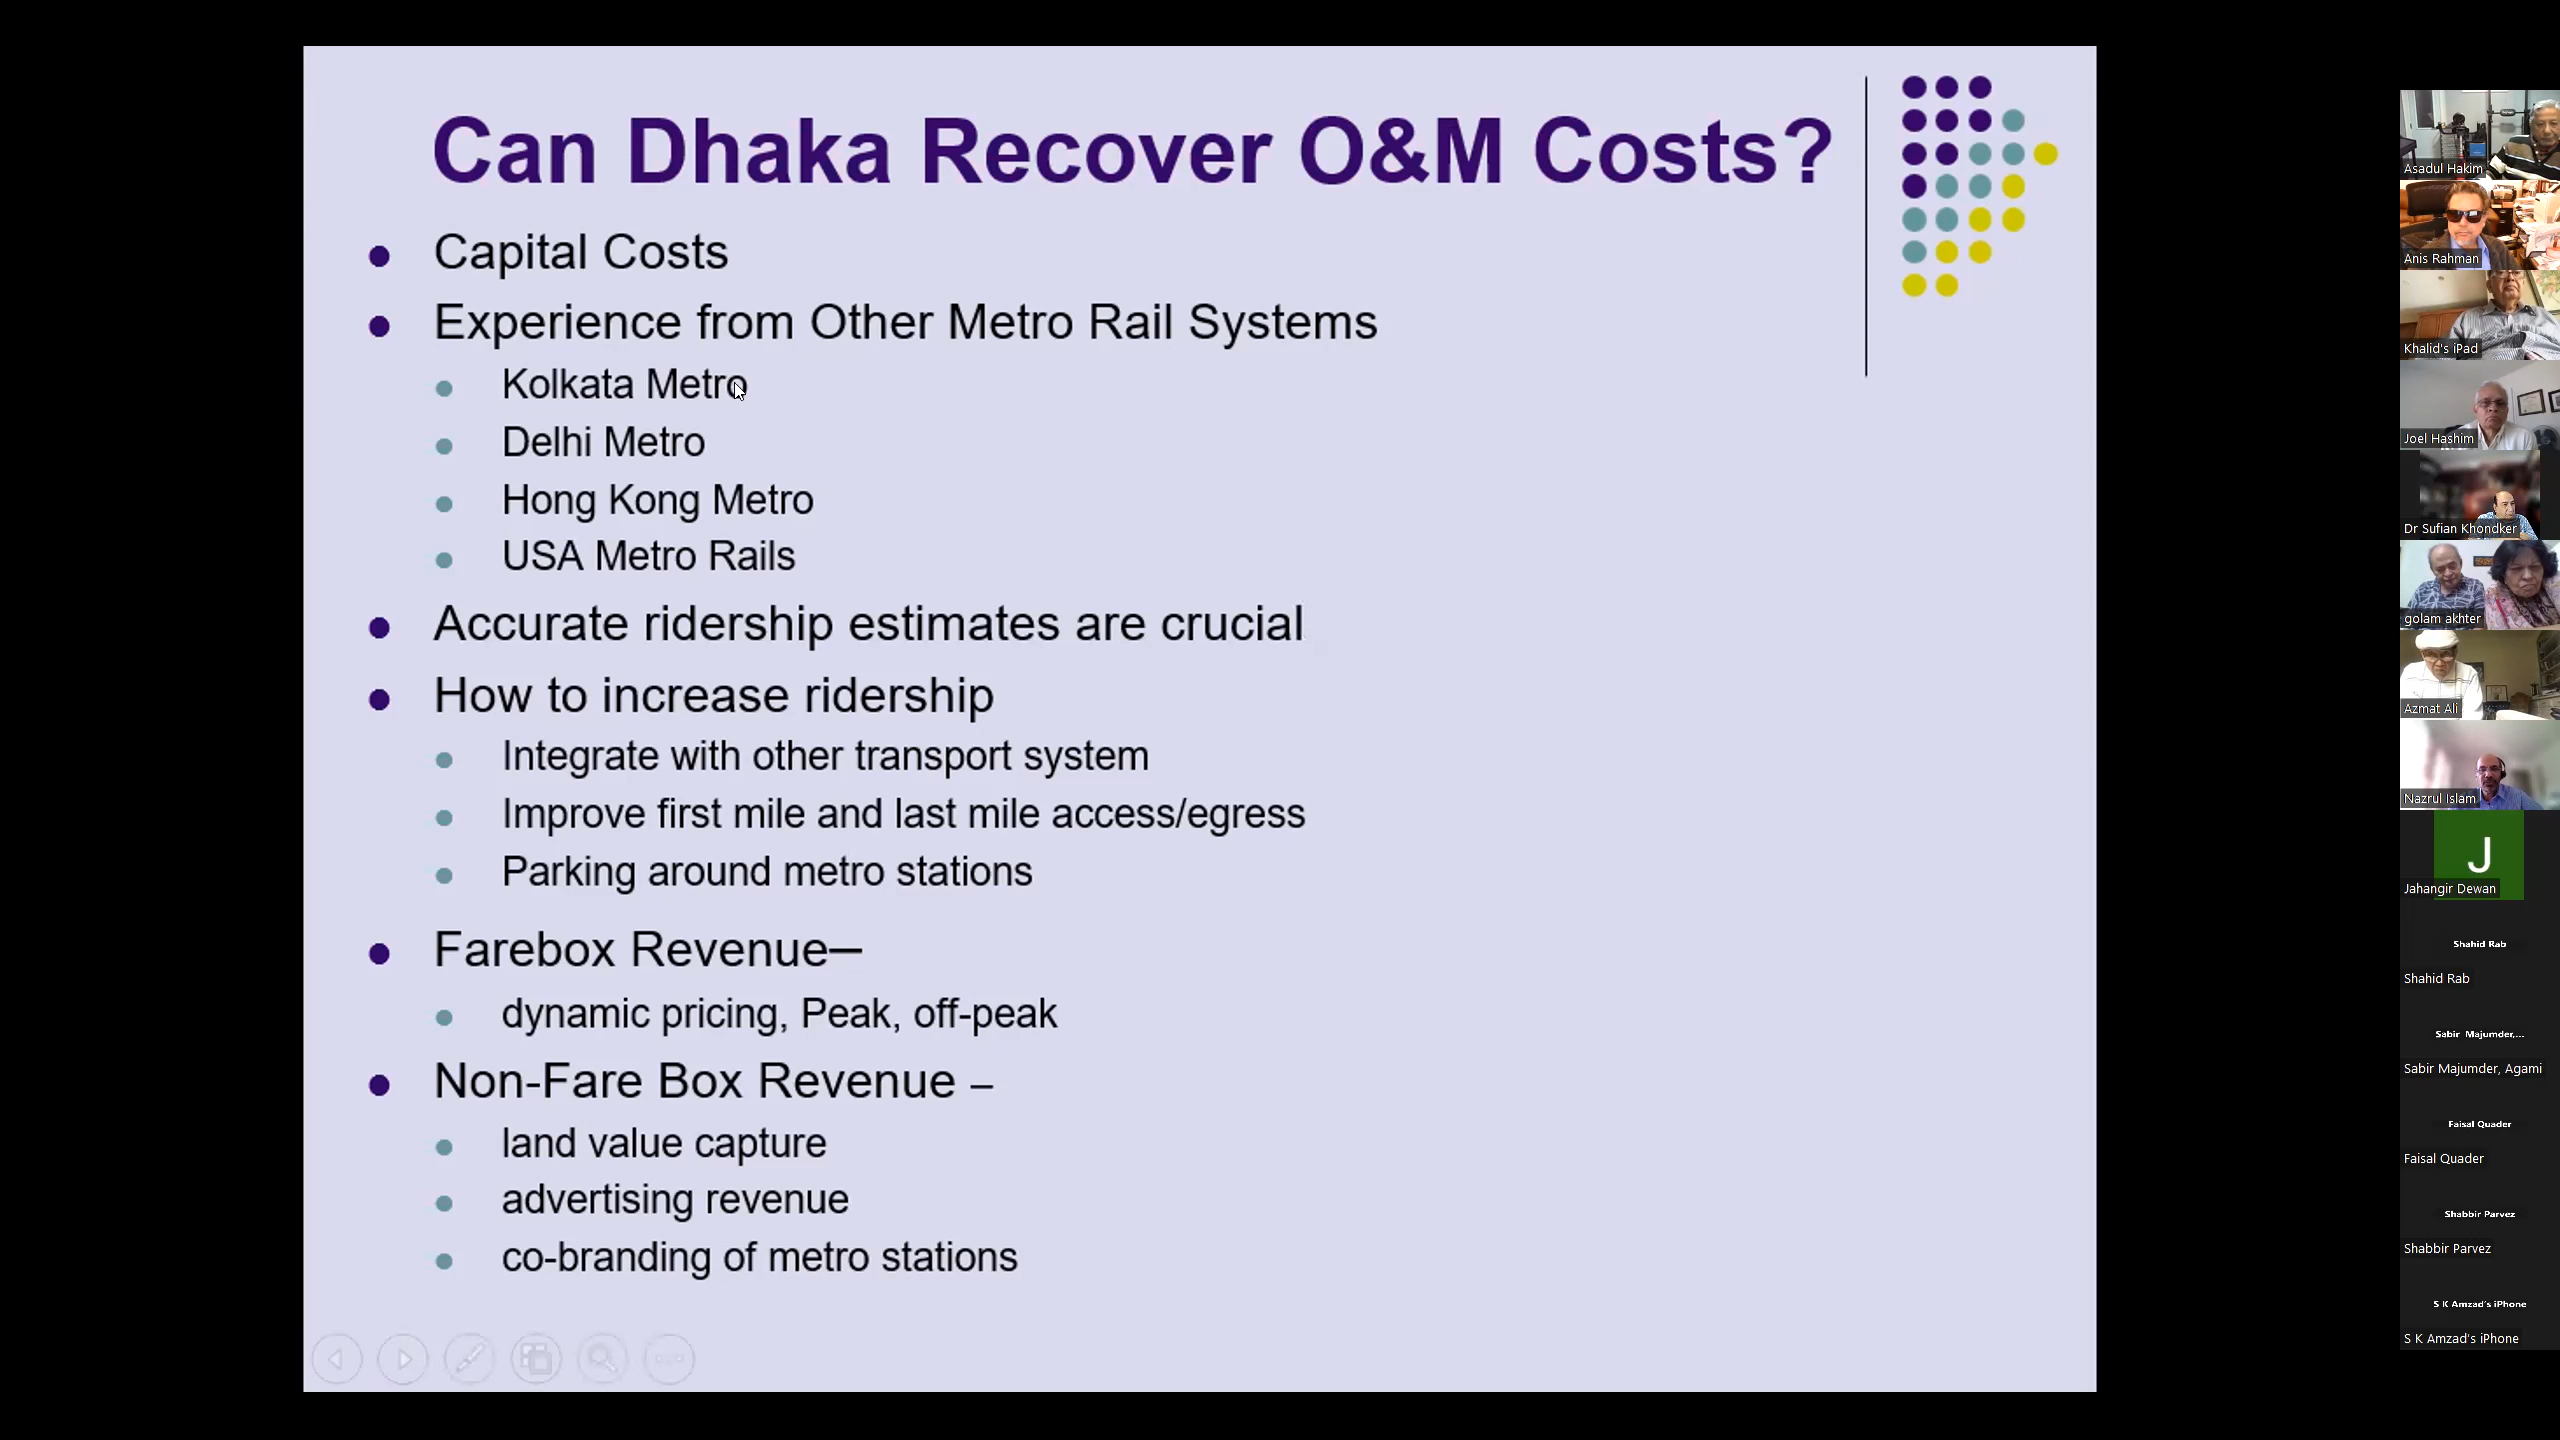 Can Dhaka Recover O&M Costs?
Capital Costs
Experience from Other Metro Rail Systems
Kolkata Metro
Delhi Metro
Hong Kong Metro
USA Metro Rails
Accurate ridership estimates are crucial
How to increase ridership
Integrate with other transport system
Improve first mile and last mile access/egress
Parking around metro stations
Farebox Revenue—
dynamic pricing, Peak, off-peak
Non-Fare Box Revenue –
land value capture
advertising revenue
co-branding of metro stations
Asadul Hakim
Anis Rahman
Khalid's iPad
Joel Hashim
Dr Sufian Khondker
golam akhter
Azmat Ali
Nazrul Islam
J
Jahangir Dewan
Shahid Rab
Shahid Rab
Sabir Majumder,...
Sabir Majumder, Agami
Faisal Quader
Faisal Quader
Shabbir Parvez
Shabbir Parvez
S K Amzad's iPhone
S K Amzad's iPhone